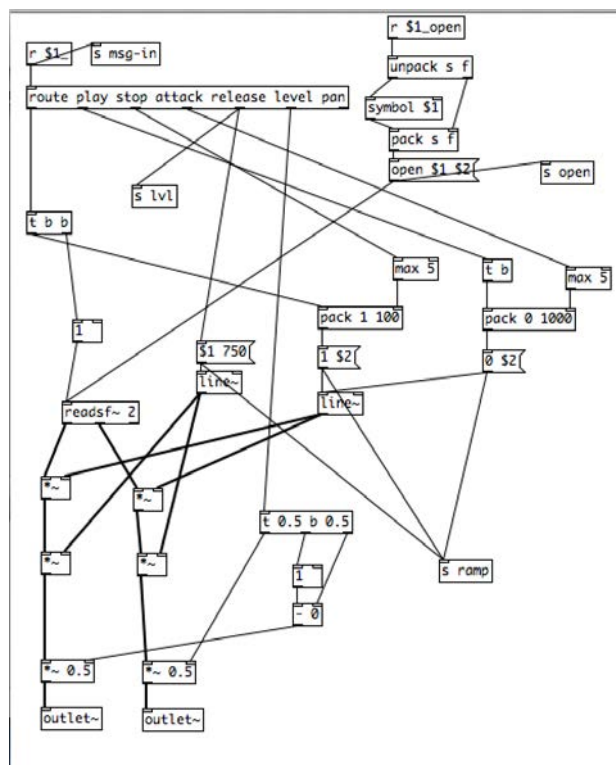 r $1_open
r $1_
s msg-in
unpack s f
route play stop attack release level pan
symbol $1
pack s f
open $1 $2
s open
s lvl
t b b
max 5
t b
max 5
pack 1 100
pack 0 1000
1
$1 750
1 $2
0 $2
line~
line~
readsf~ 2
*~
*~
t 0.5 b 0.5
*~
*~
1
s ramp
- 0
*~ 0.5
*~ 0.5
outlet~
outlet~